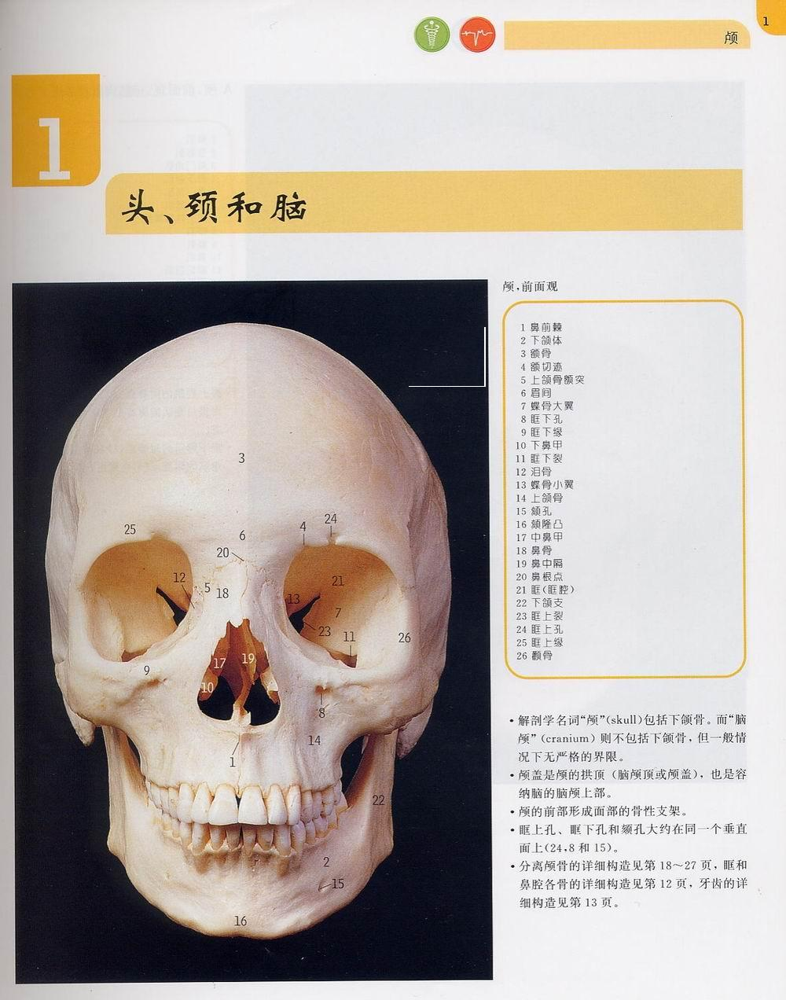 颅
1
1
头、颈和脑
颅,前面观
1 鼻前棘
2 下颌体
3 额骨
4 额切迹
5 上颌骨额突
6 眉间
7 蝶骨大翼
8 眶下孔
9 眶下缘
10 下鼻甲
11 眶下裂
12 泪骨
13 蝶骨小翼
14 上颌骨
15 颏孔
16 颏隆凸
17 中鼻甲
18 鼻骨
19 鼻中隔
20 鼻根点
21 眶(眶腔)
22 下颌支
23 眶上裂
24 眶上孔
25 眶上缘
26 颧骨
3
25
4
24
6
20
12
5
18
13
21
7
23
11
26
9
17
19
10
8
14
1
22
2
15
16
•解剖学名词“颅”(skull)包括下颌骨。而“脑
颅”(cranium)则不包括下颌骨,但一般情
况下无严格的界限。
•颅盖是颅的拱顶(脑颅顶或颅盖),也是容
纳脑的脑颅上部。
•颅的前部形成面部的骨性支架。
•眶上孔、眶下孔和颏孔大约在同一个垂直
面上(24,8和15)。
•分离颅骨的详细构造见第18～27页,眶和
鼻腔各骨的详细构造见第12页,牙齿的详
细构造见第13页。